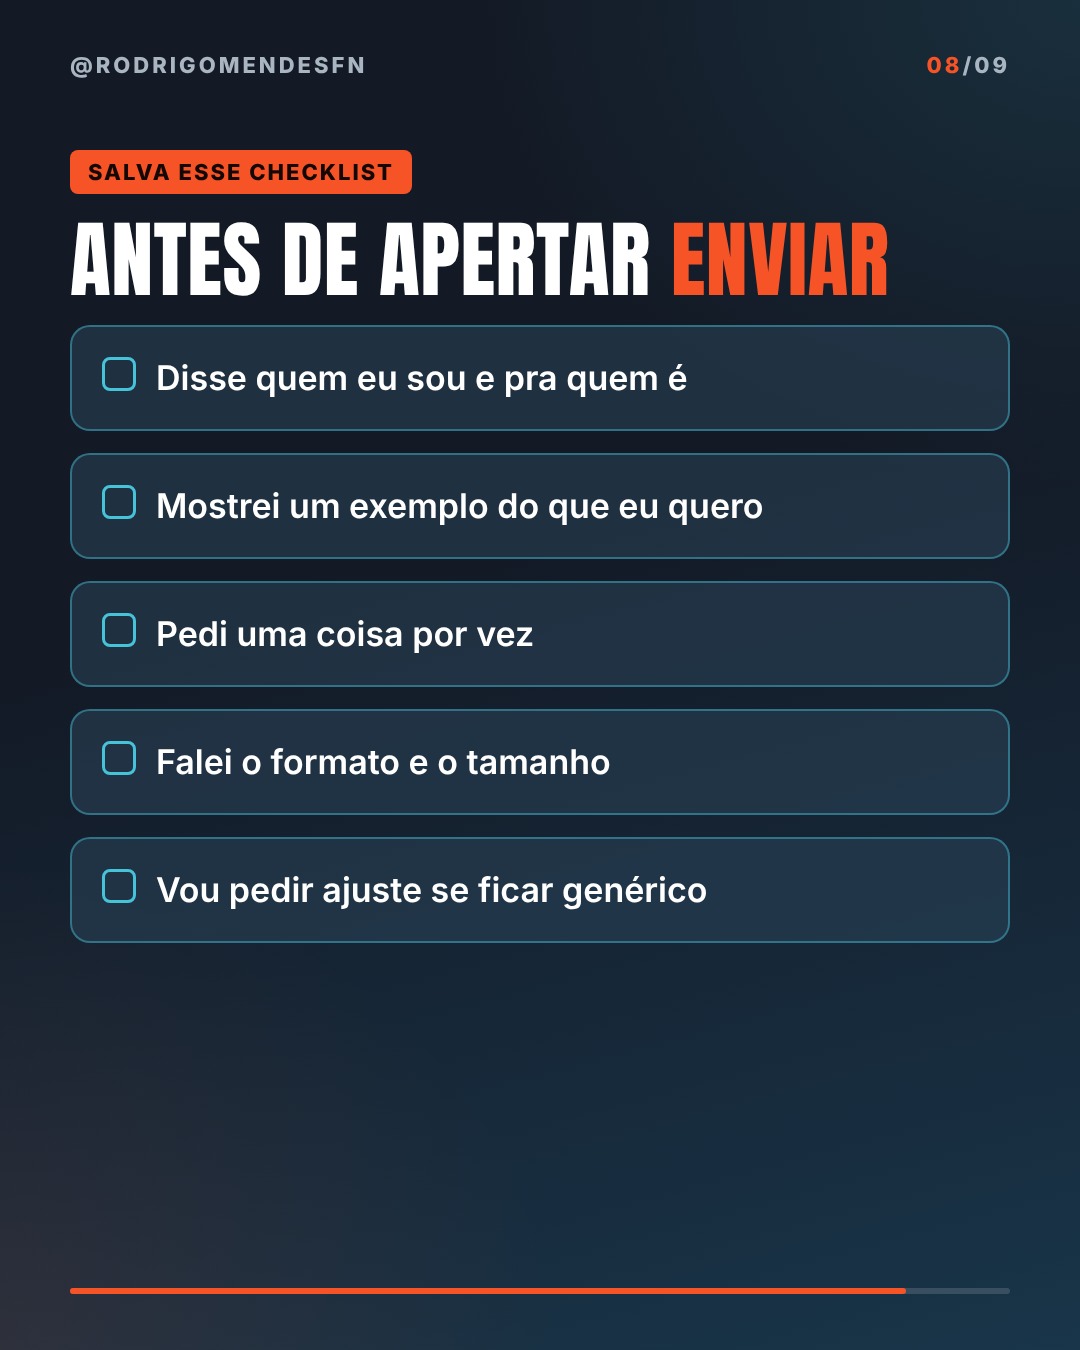 @RODRIGOMENDESFN
08/09
SALVA ESSE CHECKLIST
ANTES DE APERTAR ENVIAR
Disse quem eu sou e pra quem é
Mostrei um exemplo do que eu quero
Pedi uma coisa por vez
Falei o formato e o tamanho
Vou pedir ajuste se ficar genérico